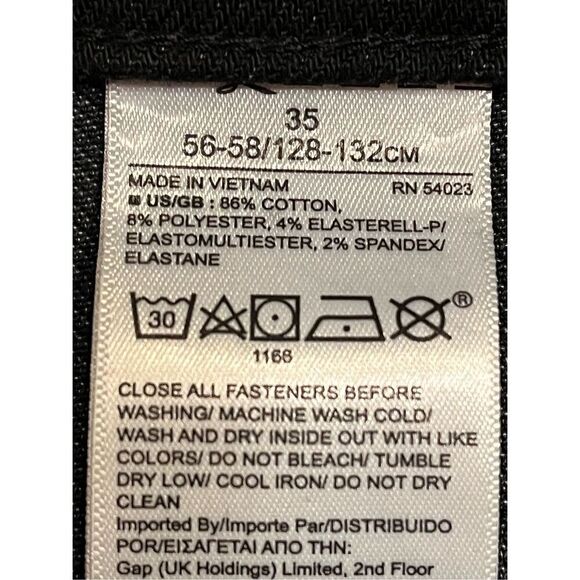 35
56-58/128-132CM
MADE IN VIETNAM RN 54023
US/GB : 86% COTTON,
8% POLYESTER, 4% ELASTERELL-P/
ELASTOMULTIESTER, 2% SPANDEX/
ELASTANE
30 ®
1168
CLOSE ALL FASTENERS BEFORE
WASHING/ MACHINE WASH COLD/
WASH AND DRY INSIDE OUT WITH LIKE
COLORS/ DO NOT BLEACH/ TUMBLE
DRY LOW/ COOL IRON/ DO NOT DRY
CLEAN
Imported By/Importe Par/DISTRIBUIDO
POR/ΕΙΣΑΓΕΤΑΙ ΑΠΟ ΤΗΝ:
Gap (UK Holdings) Limited, 2nd Floor